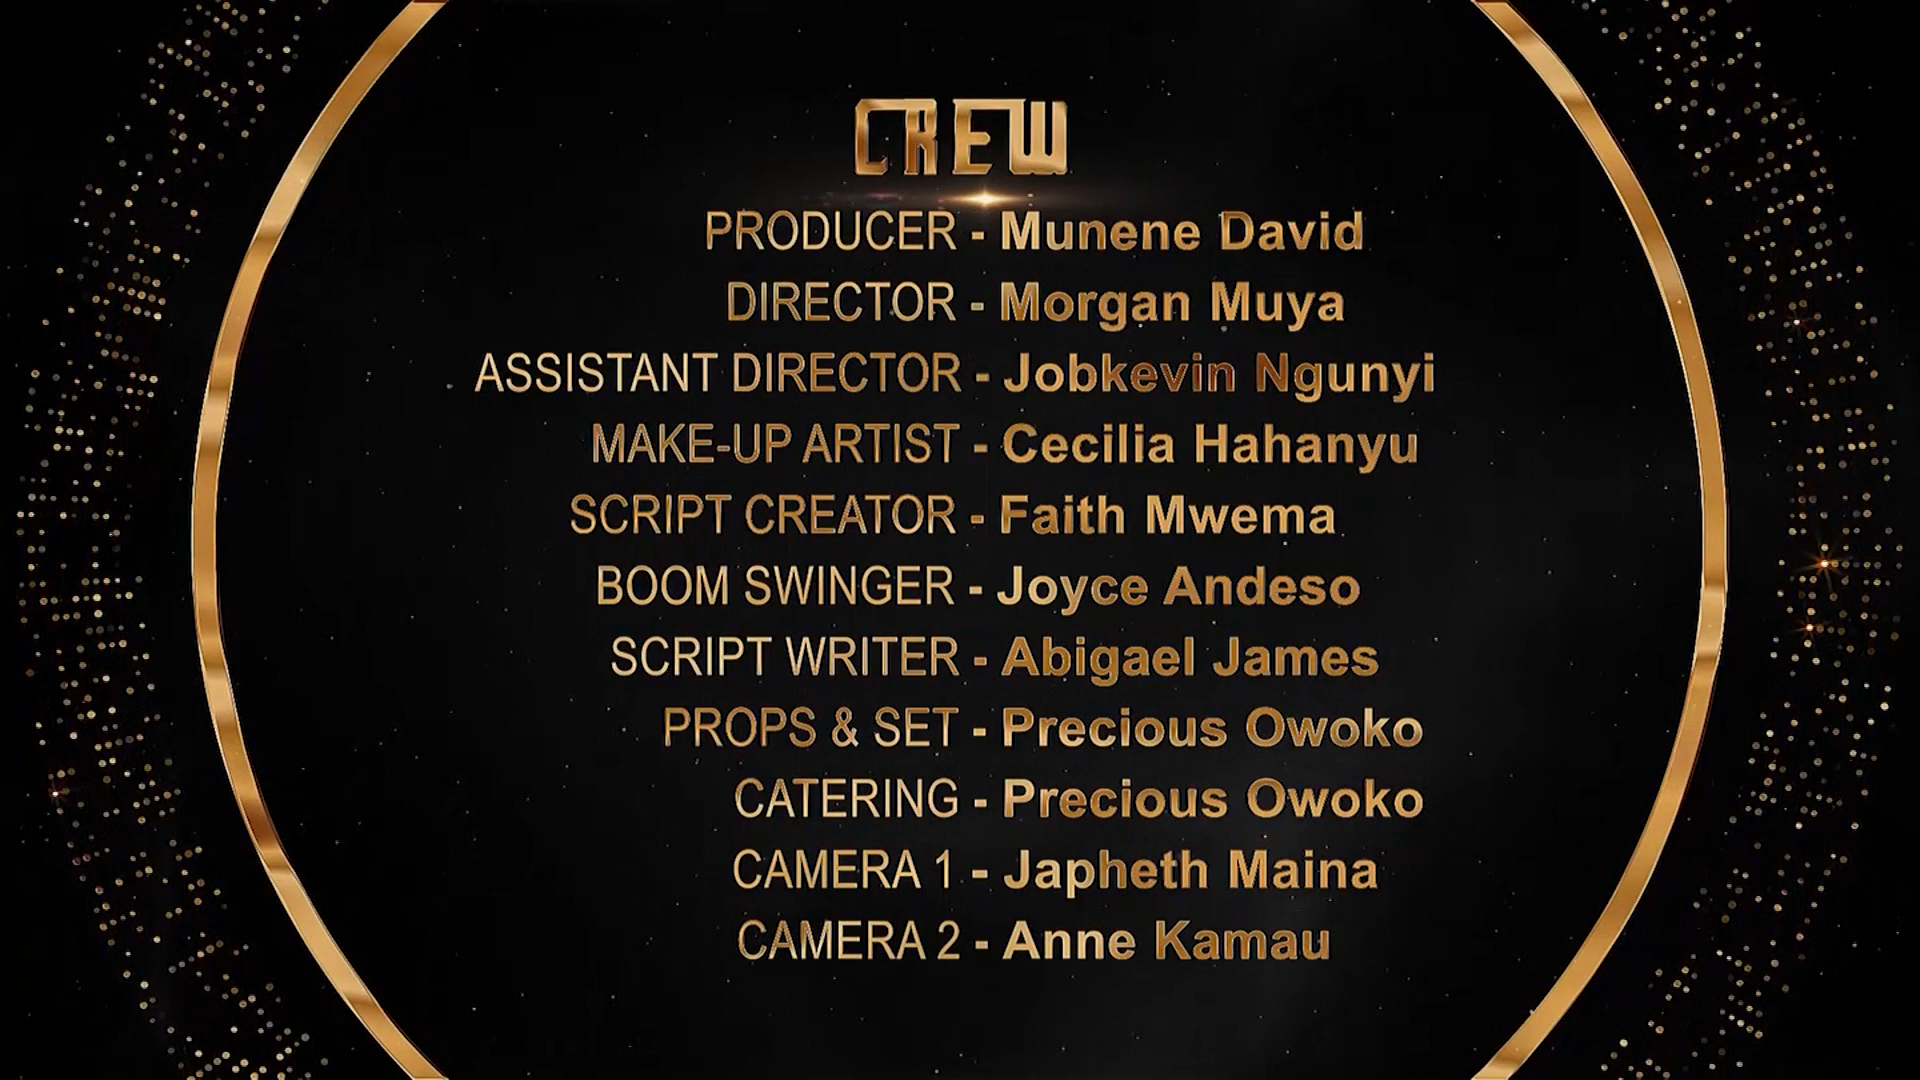 CREW
PRODUCER - Munene David
DIRECTOR - Morgan Muya
ASSISTANT DIRECTOR - Jobkevin Ngunyi
MAKE-UP ARTIST - Cecilia Hahanyu
SCRIPT CREATOR - Faith Mwema
BOOM SWINGER - Joyce Andeso
SCRIPT WRITER - Abigael James
PROPS & SET - Precious Owoko
CATERING - Precious Owoko
CAMERA 1 - Japheth Maina
CAMERA 2 - Anne Kamau